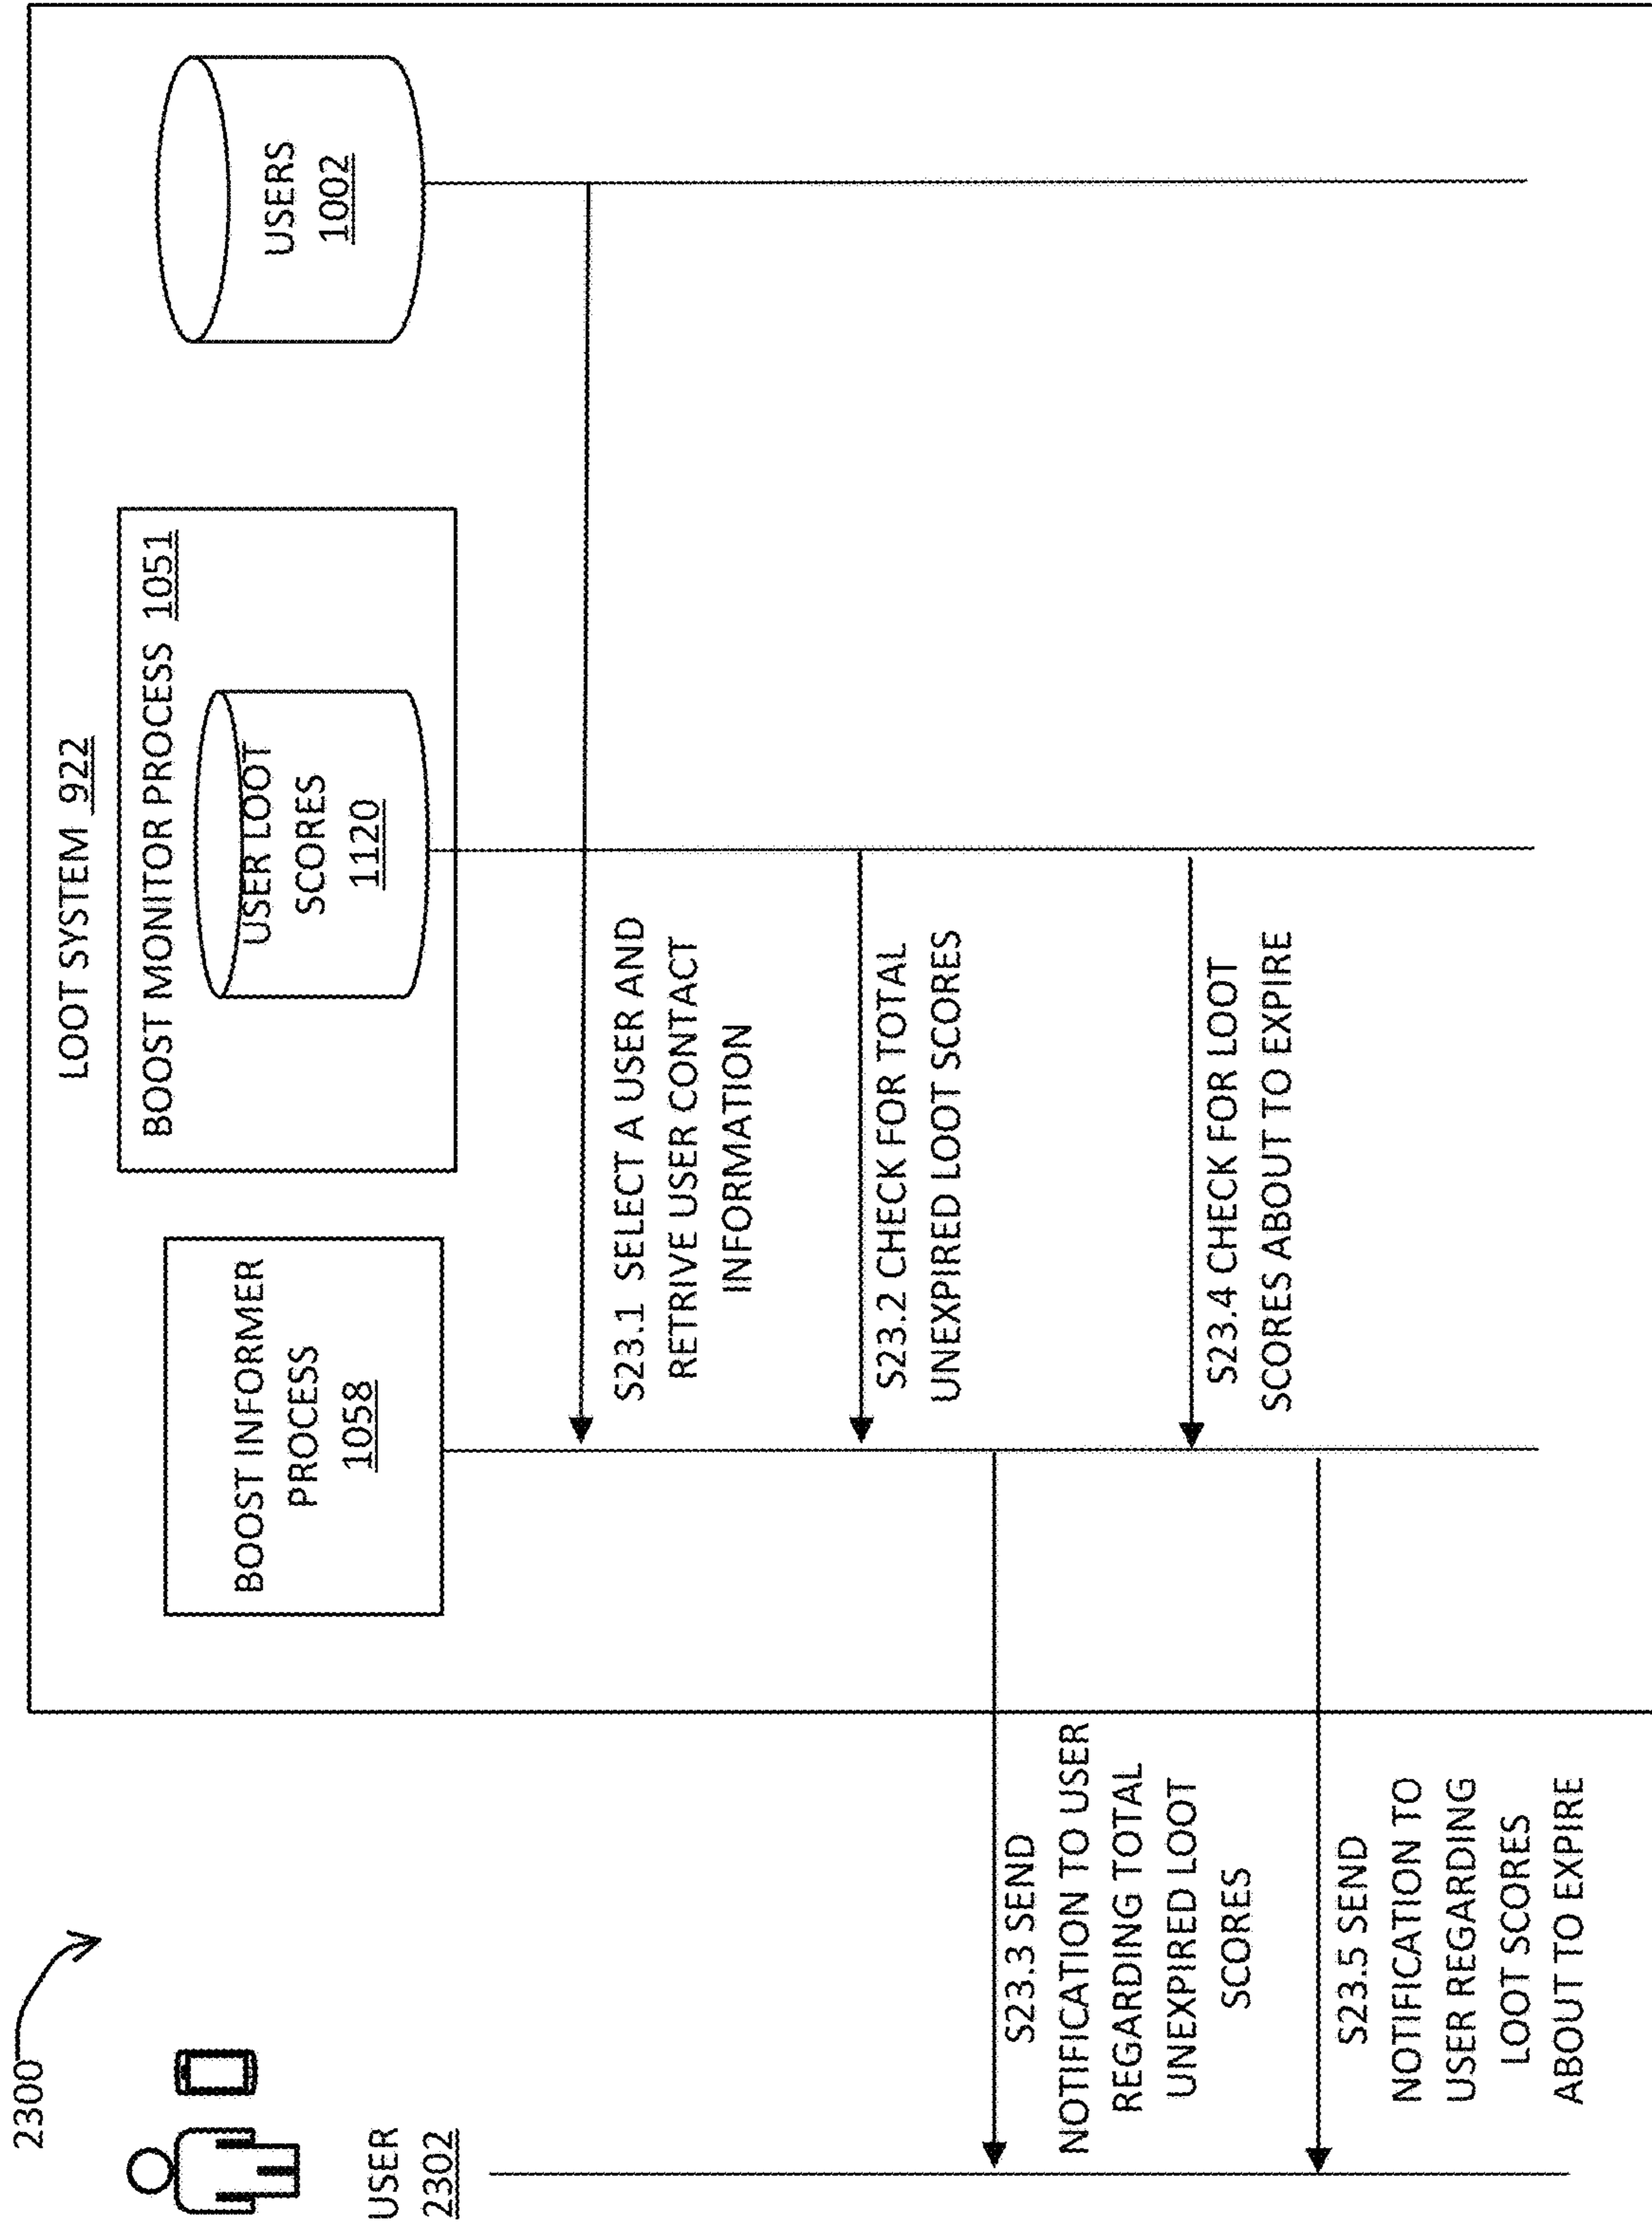 2300
USER
2302
LOOT SYSTEM 922
BOOST INFORMER
PROCESS
1058
BOOST MONITOR PROCESS 1051
USER LOOT
SCORES
1120
USERS
1002
S23.1 SELECT A USER AND
RETRIVE USER CONTACT
INFORMATION
S23.2 CHECK FOR TOTAL
UNEXPIRED LOOT SCORES
S23.3 SEND
NOTIFICATION TO USER
REGARDING TOTAL
UNEXPIRED LOOT
SCORES
S23.4 CHECK FOR LOOT
SCORES ABOUT TO EXPIRE
S23.5 SEND
NOTIFICATION TO
USER REGARDING
LOOT SCORES
ABOUT TO EXPIRE